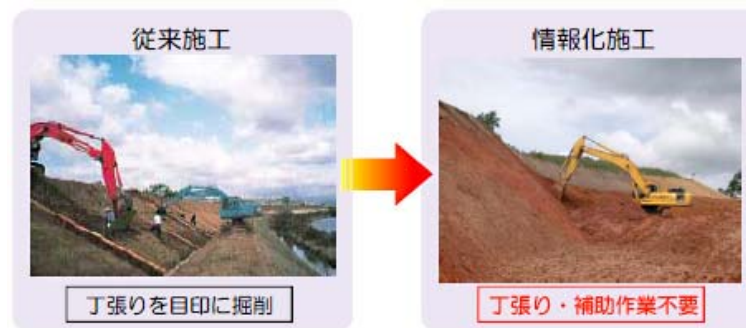 従来施工
情報化施工
丁張りを目印に掘削
丁張り・補助作業不要